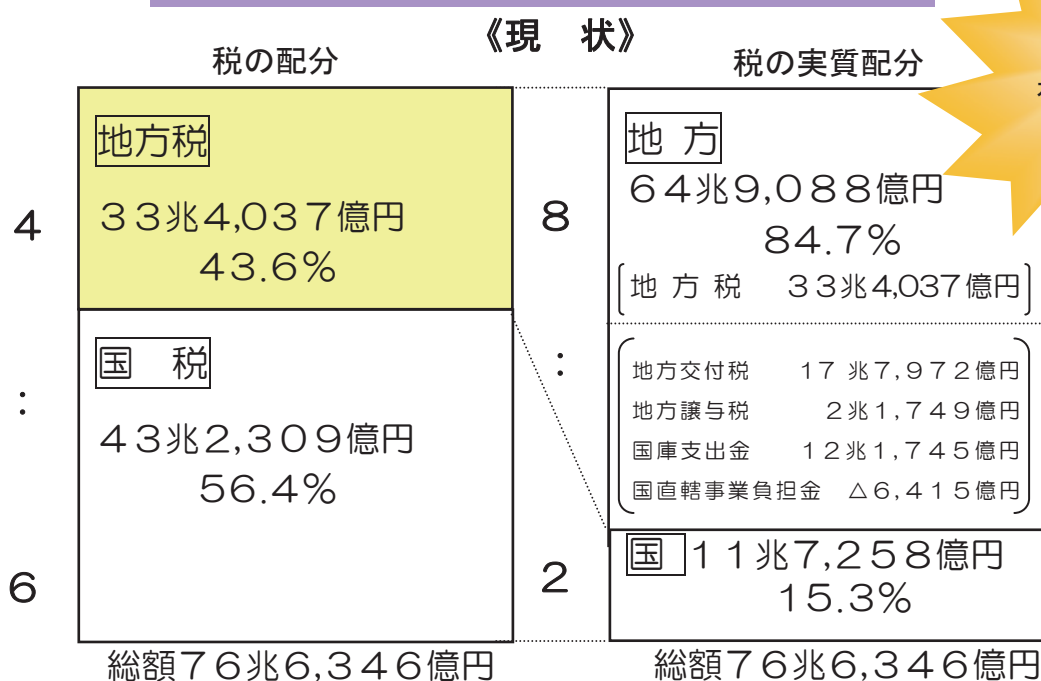 《現　状》
税の配分
4
:
6
地方税
33兆4,037億円
43.6%
国　税
43兆2,309億円
56.4%
総額76兆6,346億円
税の実質配分
8
:
2
地 方
64兆9,088億円
84.7%
地 方 税　33兆4,037億円
地方交付税　17兆7,972億円
地方譲与税　2兆1,749億円
国庫支出金　12兆1,745億円
国直轄事業負担金　△6,415億円
国 11兆7,258億円
15.3%
総額76兆6,346億円